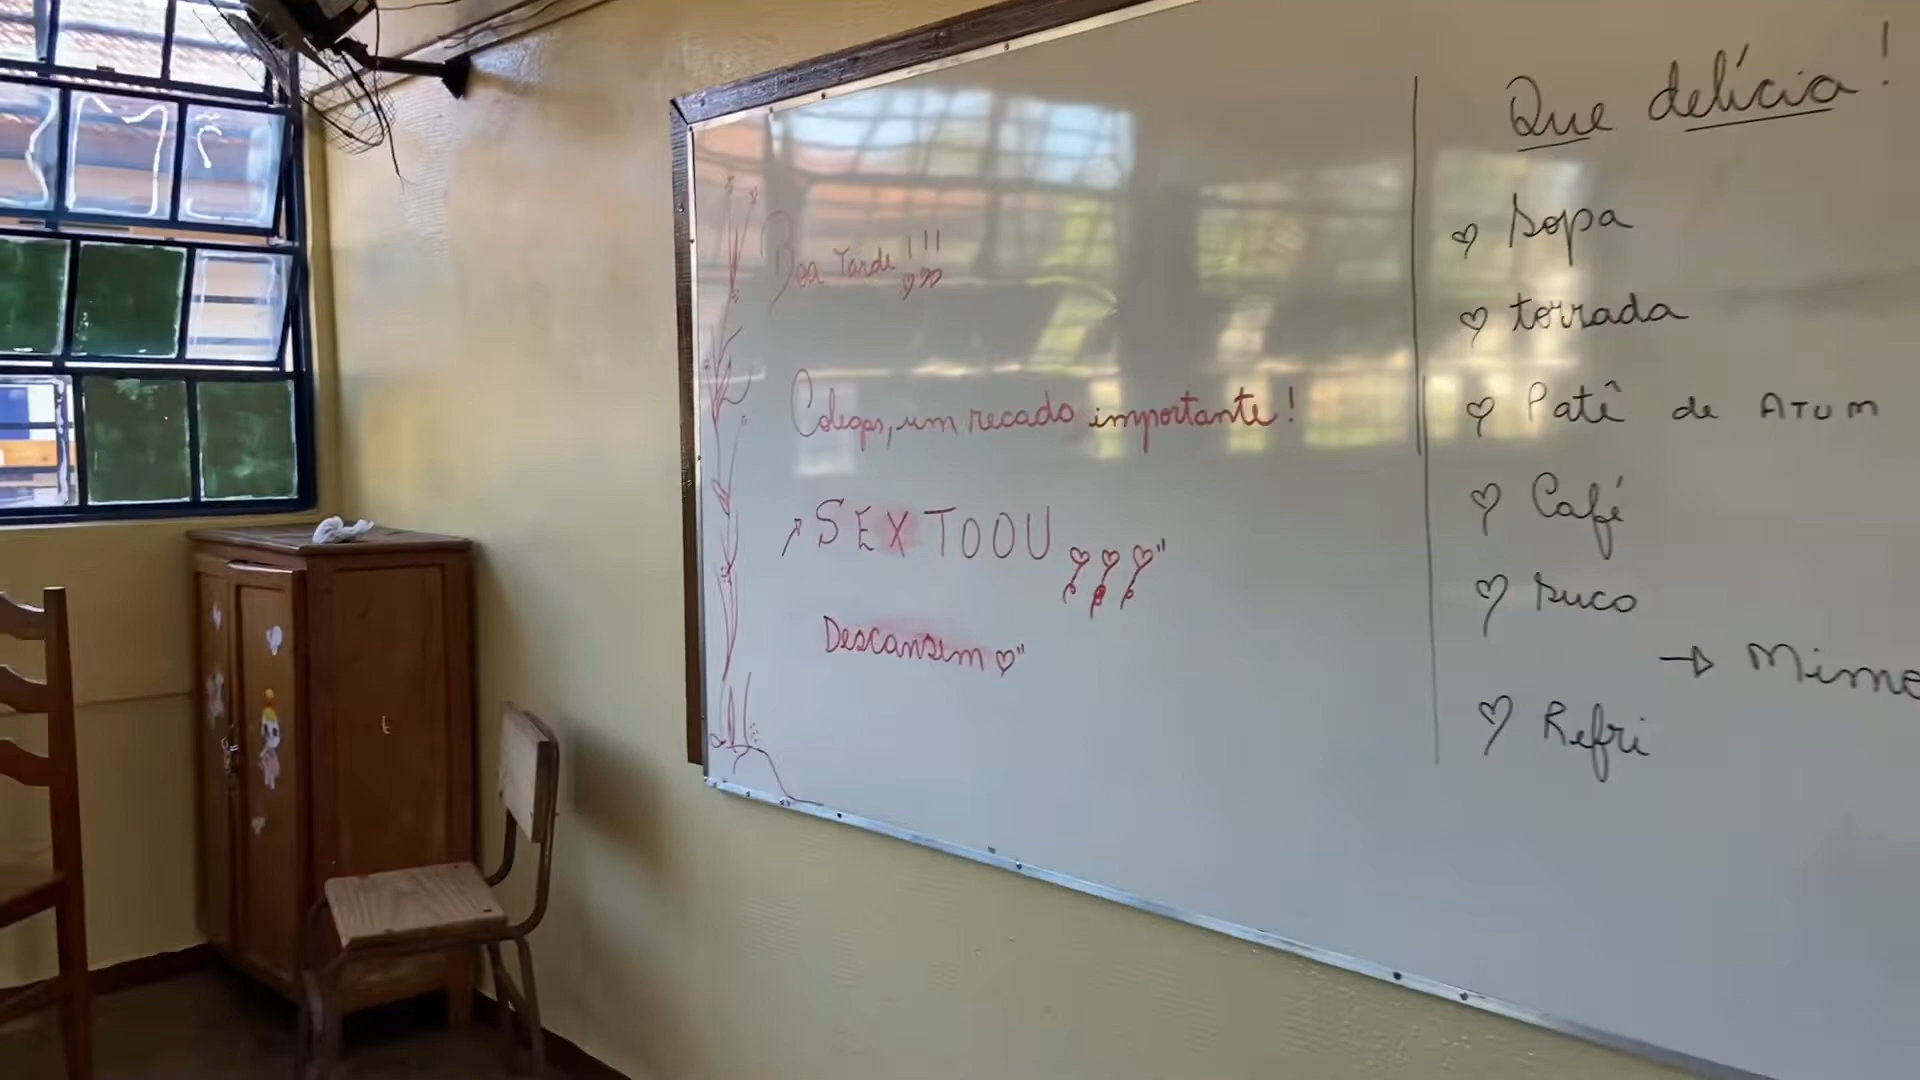 Boa Tarde!!!
Colegas, um recado importante!
SEXTOOU
Descansem
Que delícia!
Sopa
torrada
Patê de ATUM
Café
Suco
Refri